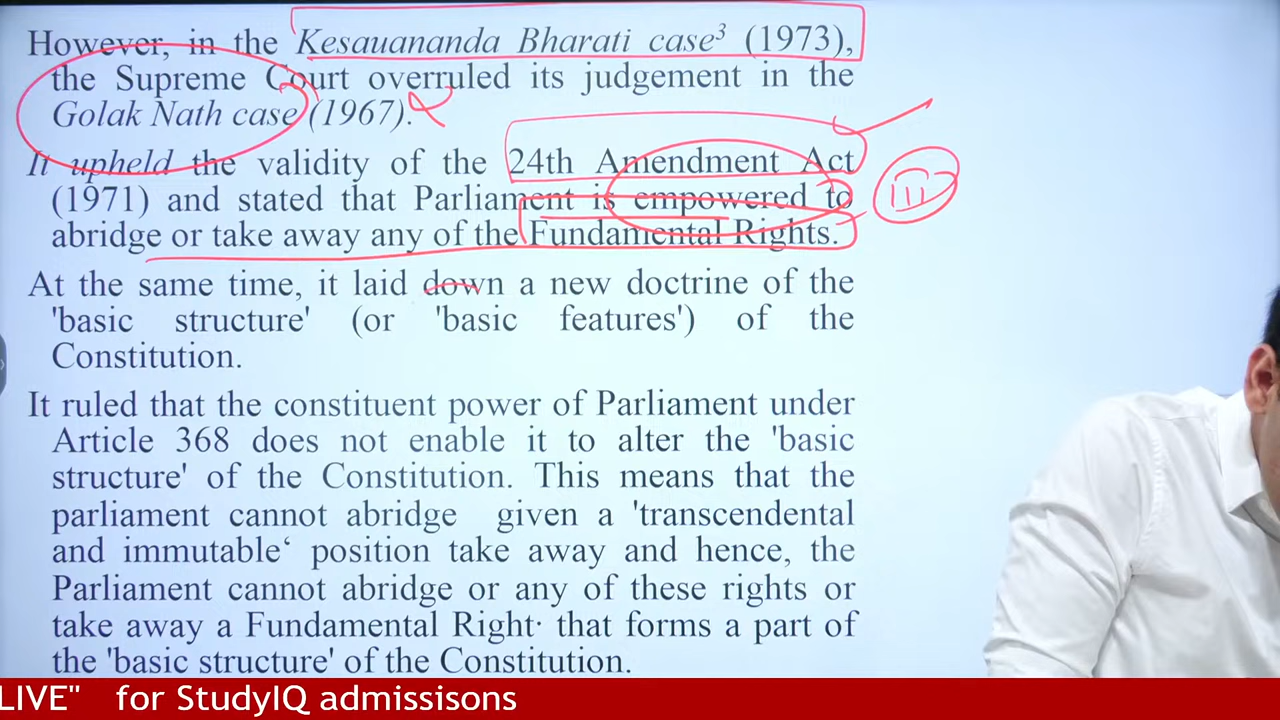 However, in the Kesauananda Bharati case³ (1973),
the Supreme Court overruled its judgement in the
Golak Nath case (1967).
It upheld the validity of the 24th Amendment Act
(1971) and stated that Parliament is empowered to
abridge or take away any of the Fundamental Rights.
III
At the same time, it laid down a new doctrine of the
'basic structure' (or 'basic features') of the
Constitution.
It ruled that the constituent power of Parliament under
Article 368 does not enable it to alter the 'basic
structure' of the Constitution. This means that the
parliament cannot abridge given a 'transcendental
and immutable‘ position take away and hence, the
Parliament cannot abridge or any of these rights or
take away a Fundamental Right· that forms a part of
the 'basic structure' of the Constitution.
LIVE" for StudyIQ admissisons